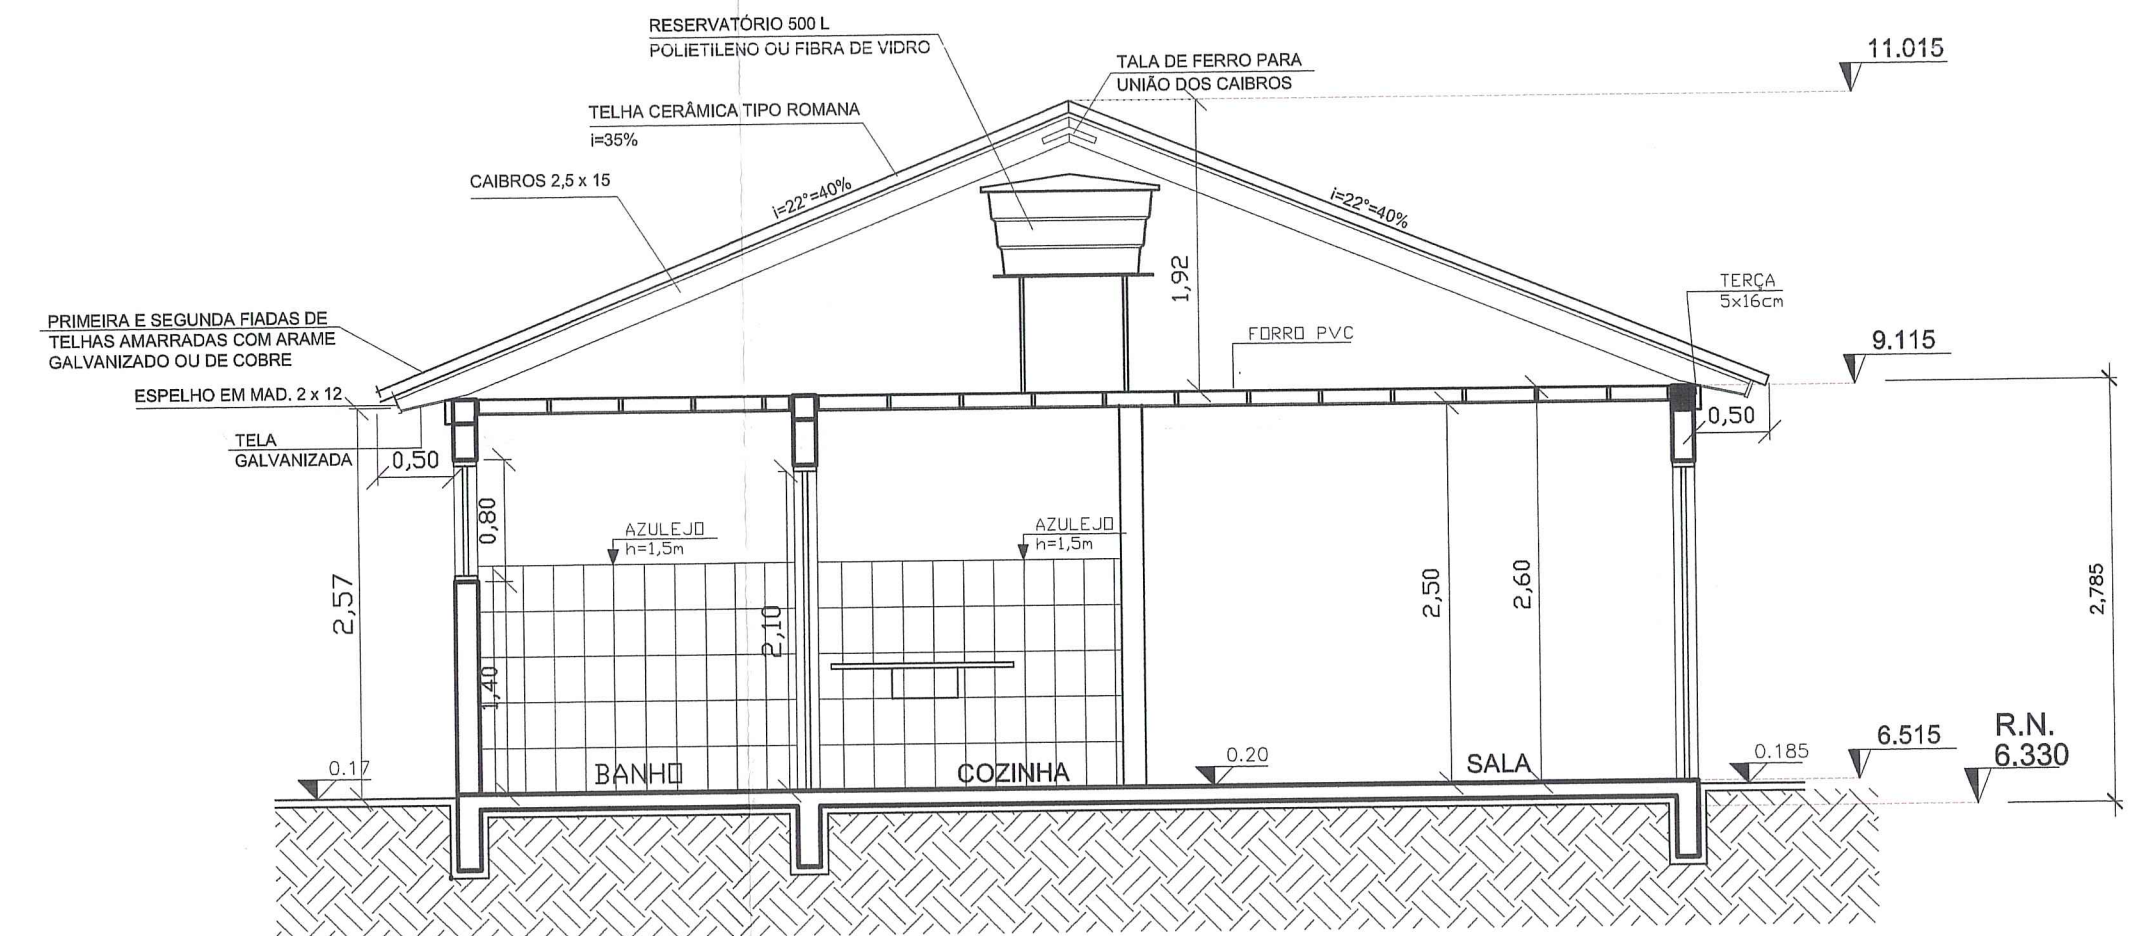 RESERVATÓRIO 500 L
POLIETILENO OU FIBRA DE VIDRO
TALA DE FERRO PARA
UNIÃO DOS CAIBROS
11.015
TELHA CERÂMICA TIPO ROMANA
i=35%
CAIBROS 2,5 x 15
i=22°=40%
i=22°=40%
1,92
TERÇA
5x16cm
PRIMEIRA E SEGUNDA FIADAS DE
TELHAS AMARRADAS COM ARAME
GALVANIZADO OU DE COBRE
FORRO PVC
9.115
ESPELHO EM MAD. 2 x 12
0,50
TELA
GALVANIZADA
0,50
0,80
AZULEJO
h=1,5m
AZULEJO
h=1,5m
2,57
2,10
2,50
2,60
2,785
1,40
BANHO
COZINHA
0.20
SALA
0.17
0.185
6.515
R.N.
6.330